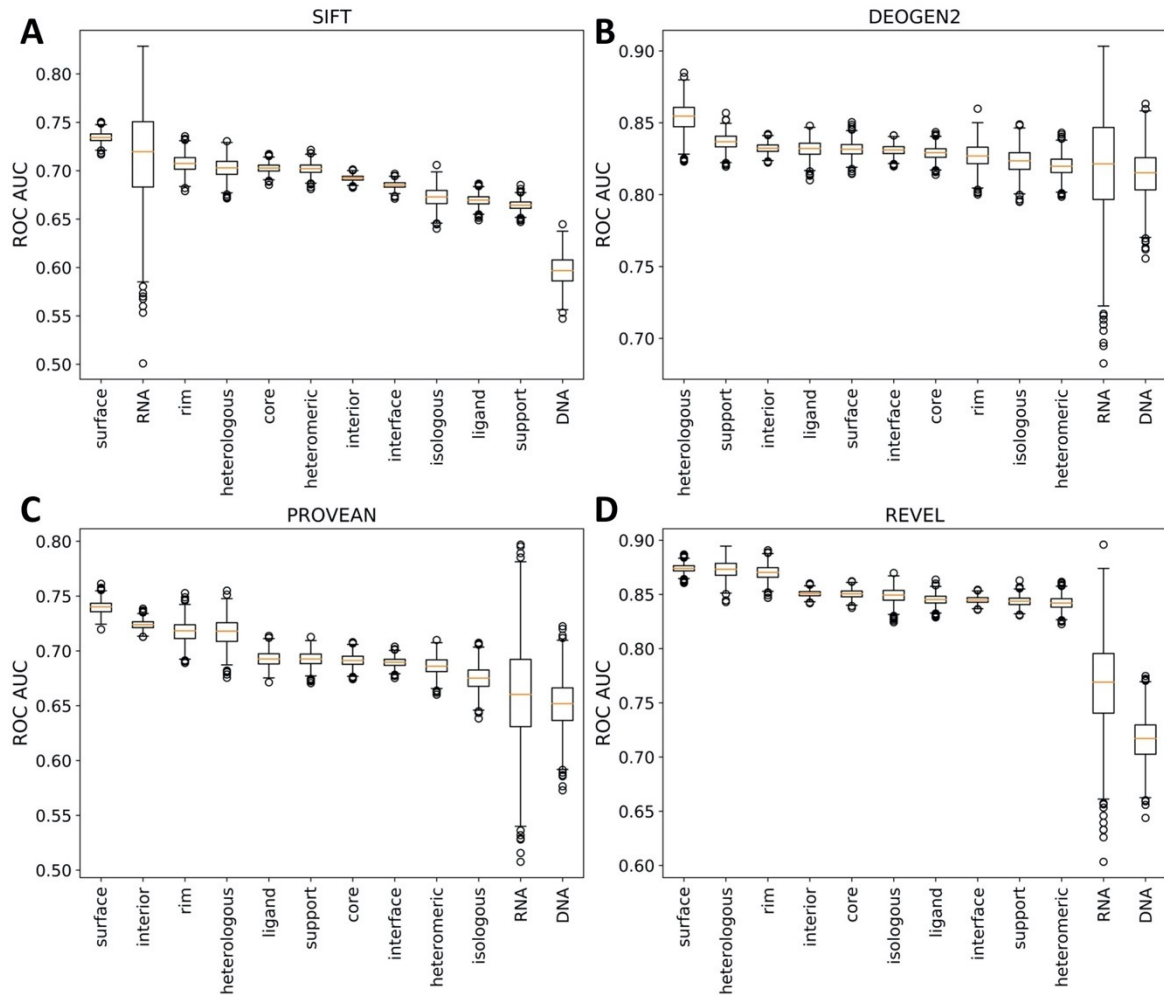 A
SIFT
ROC AUC
0.80
0.75
0.70
0.65
0.60
0.55
0.50
surface
RNA
rim
heterologous
core
heteromeric
interior
interface
isologous
ligand
support
DNA
B
DEOGEN2
ROC AUC
0.90
0.85
0.80
0.75
0.70
heterologous
support
interior
ligand
surface
interface
core
rim
isologous
heteromeric
RNA
DNA
C
PROVEAN
ROC AUC
0.80
0.75
0.70
0.65
0.60
0.55
0.50
surface
interior
rim
heterologous
ligand
support
core
interface
heteromeric
isologous
RNA
DNA
D
REVEL
ROC AUC
0.90
0.85
0.80
0.75
0.70
0.65
0.60
surface
heterologous
rim
interior
core
isologous
ligand
interface
support
heteromeric
RNA
DNA